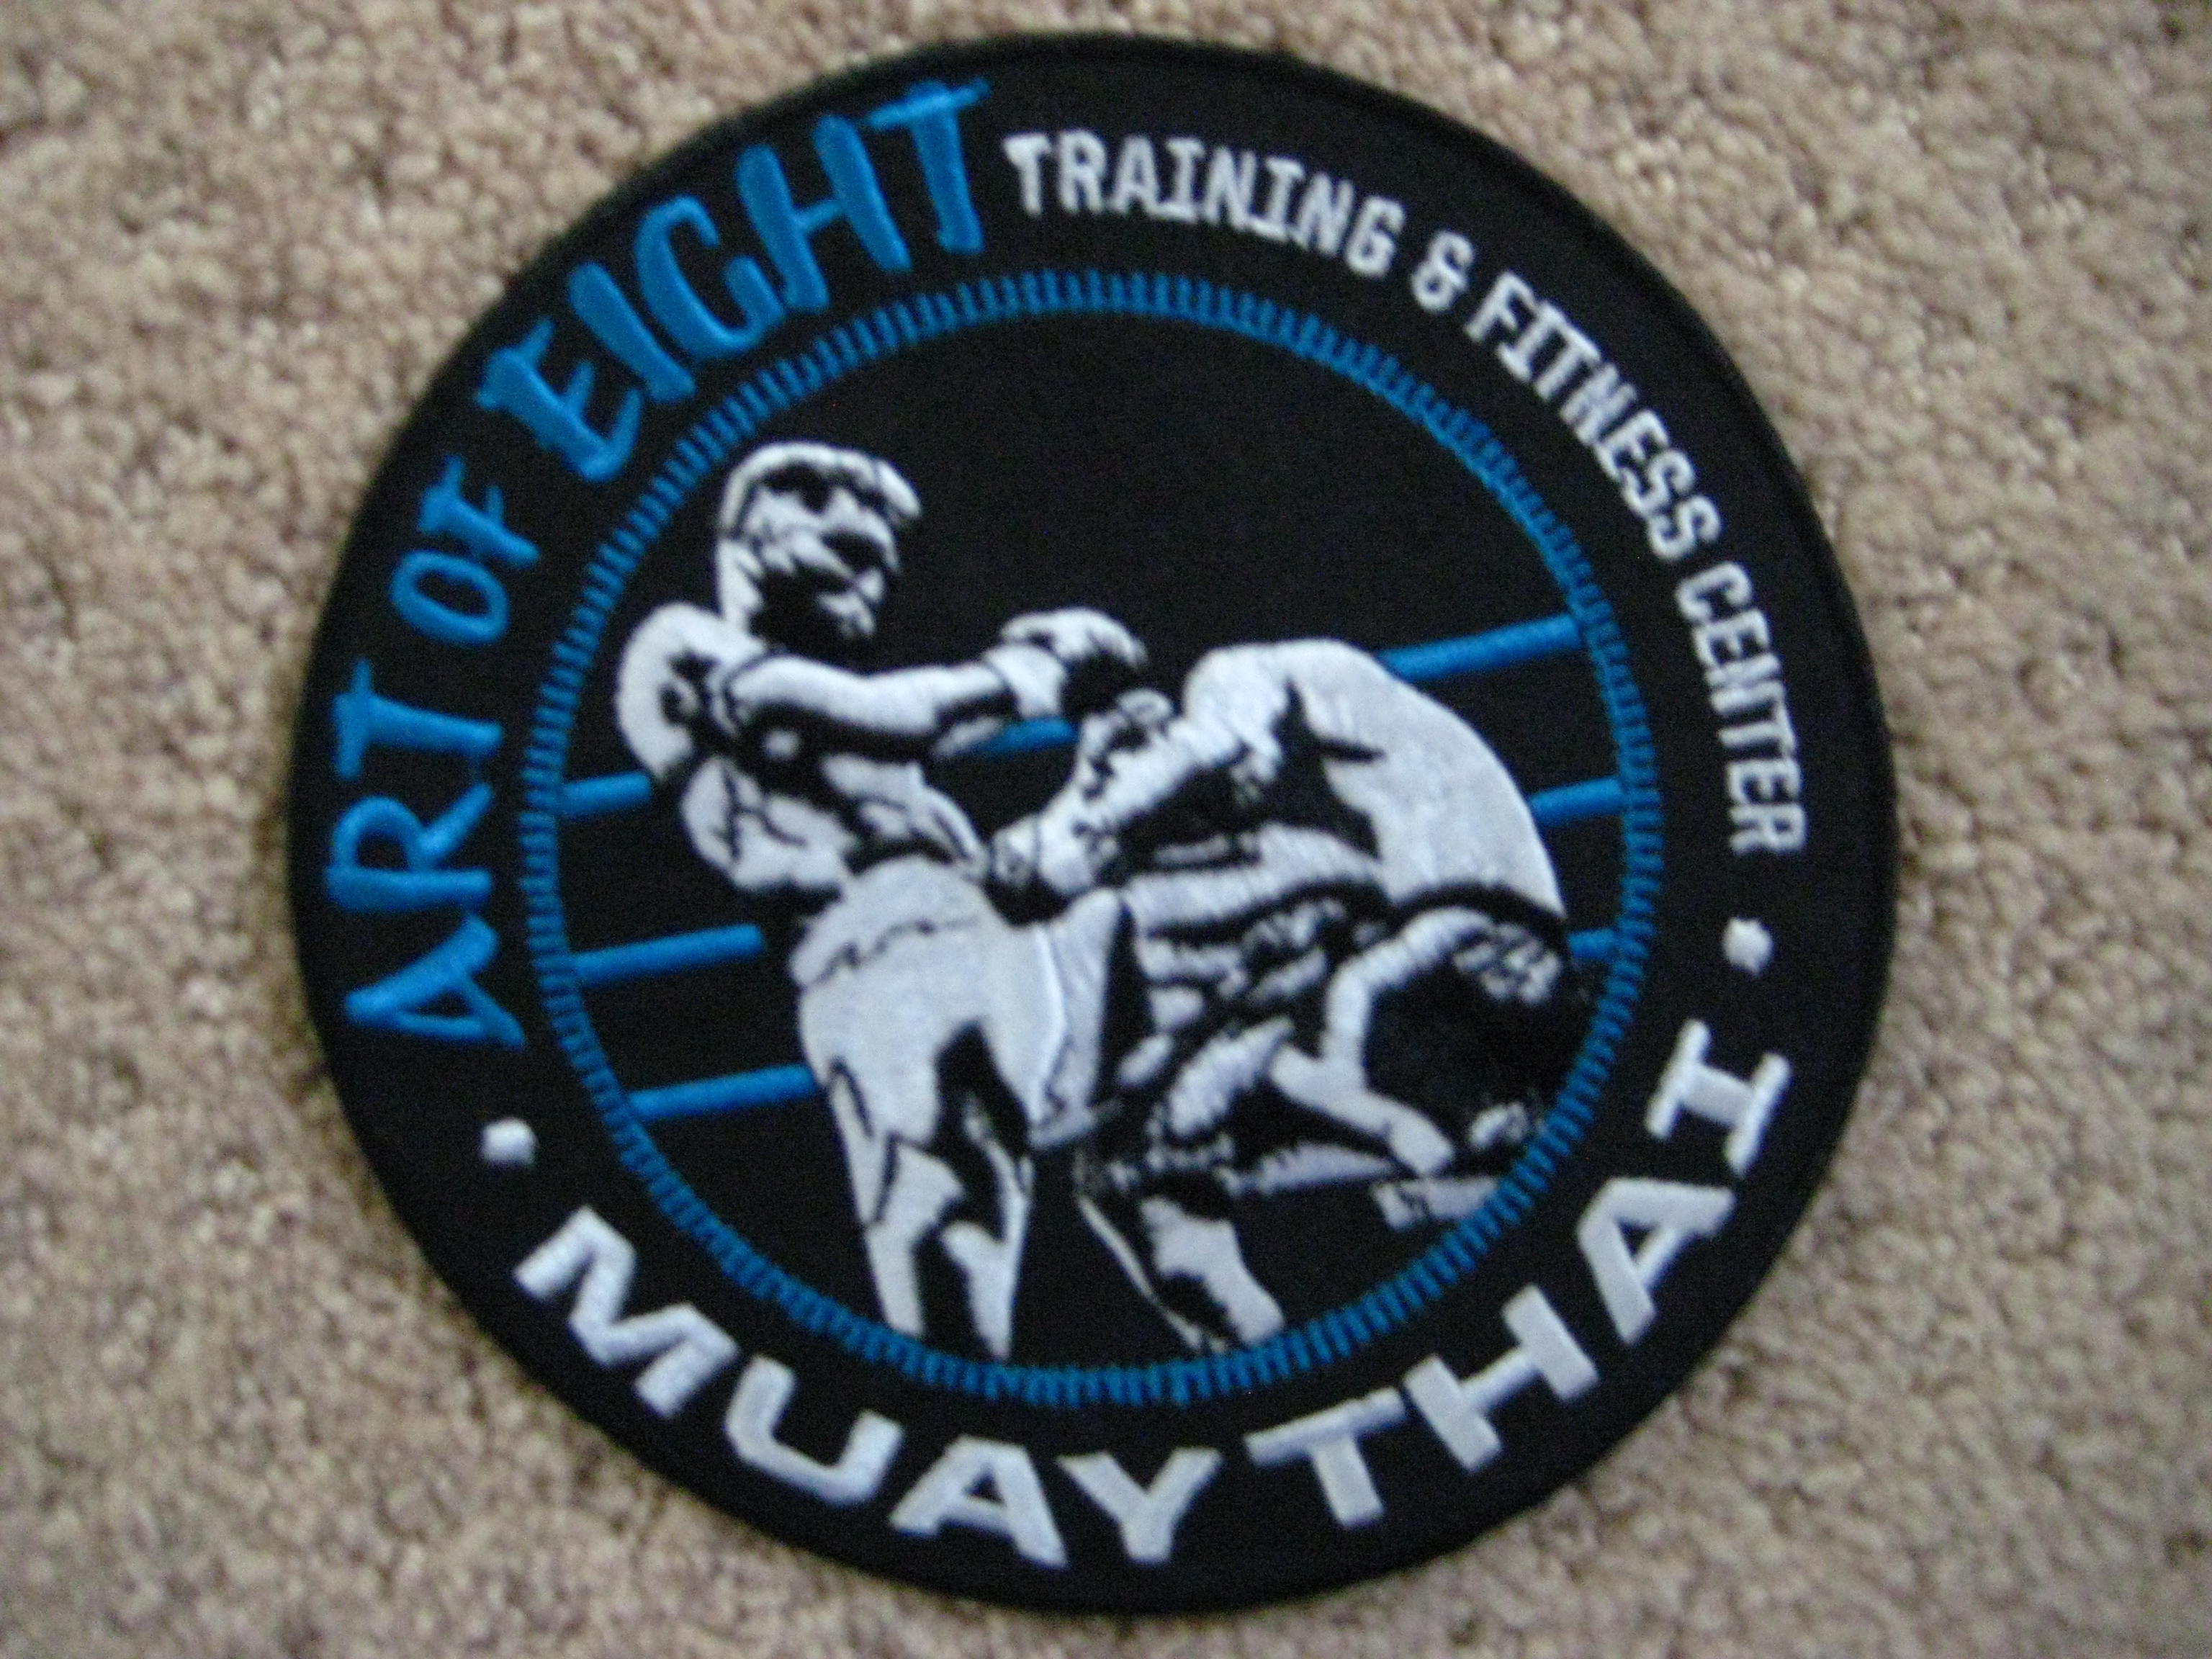 ART OF EIGHT TRAINING & FITNESS CENTER
• MUAY THAI •